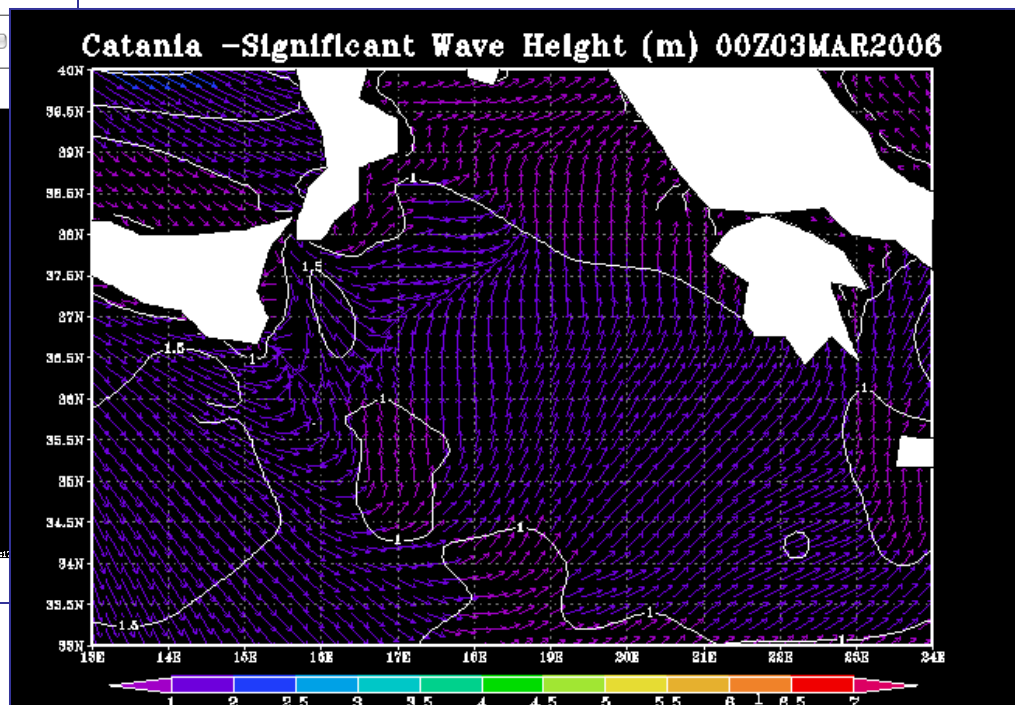 Catania -Significant Wave Height (m) 00Z03MAR2006
40N
39.5N
39N
38.5N
38N
37.5N
37N
36.5N
36N
35.5N
35N
34.5N
34N
33.5N
33N
1
1.5
1
1.5
1
1
1
1
1
1.5
1
13E 14E 15E 16E 17E 18E 19E 20E 21E 22E 23E 24E
1 2 2.5 3 3.5 4 4.5 5 5.5 6 6.5 7